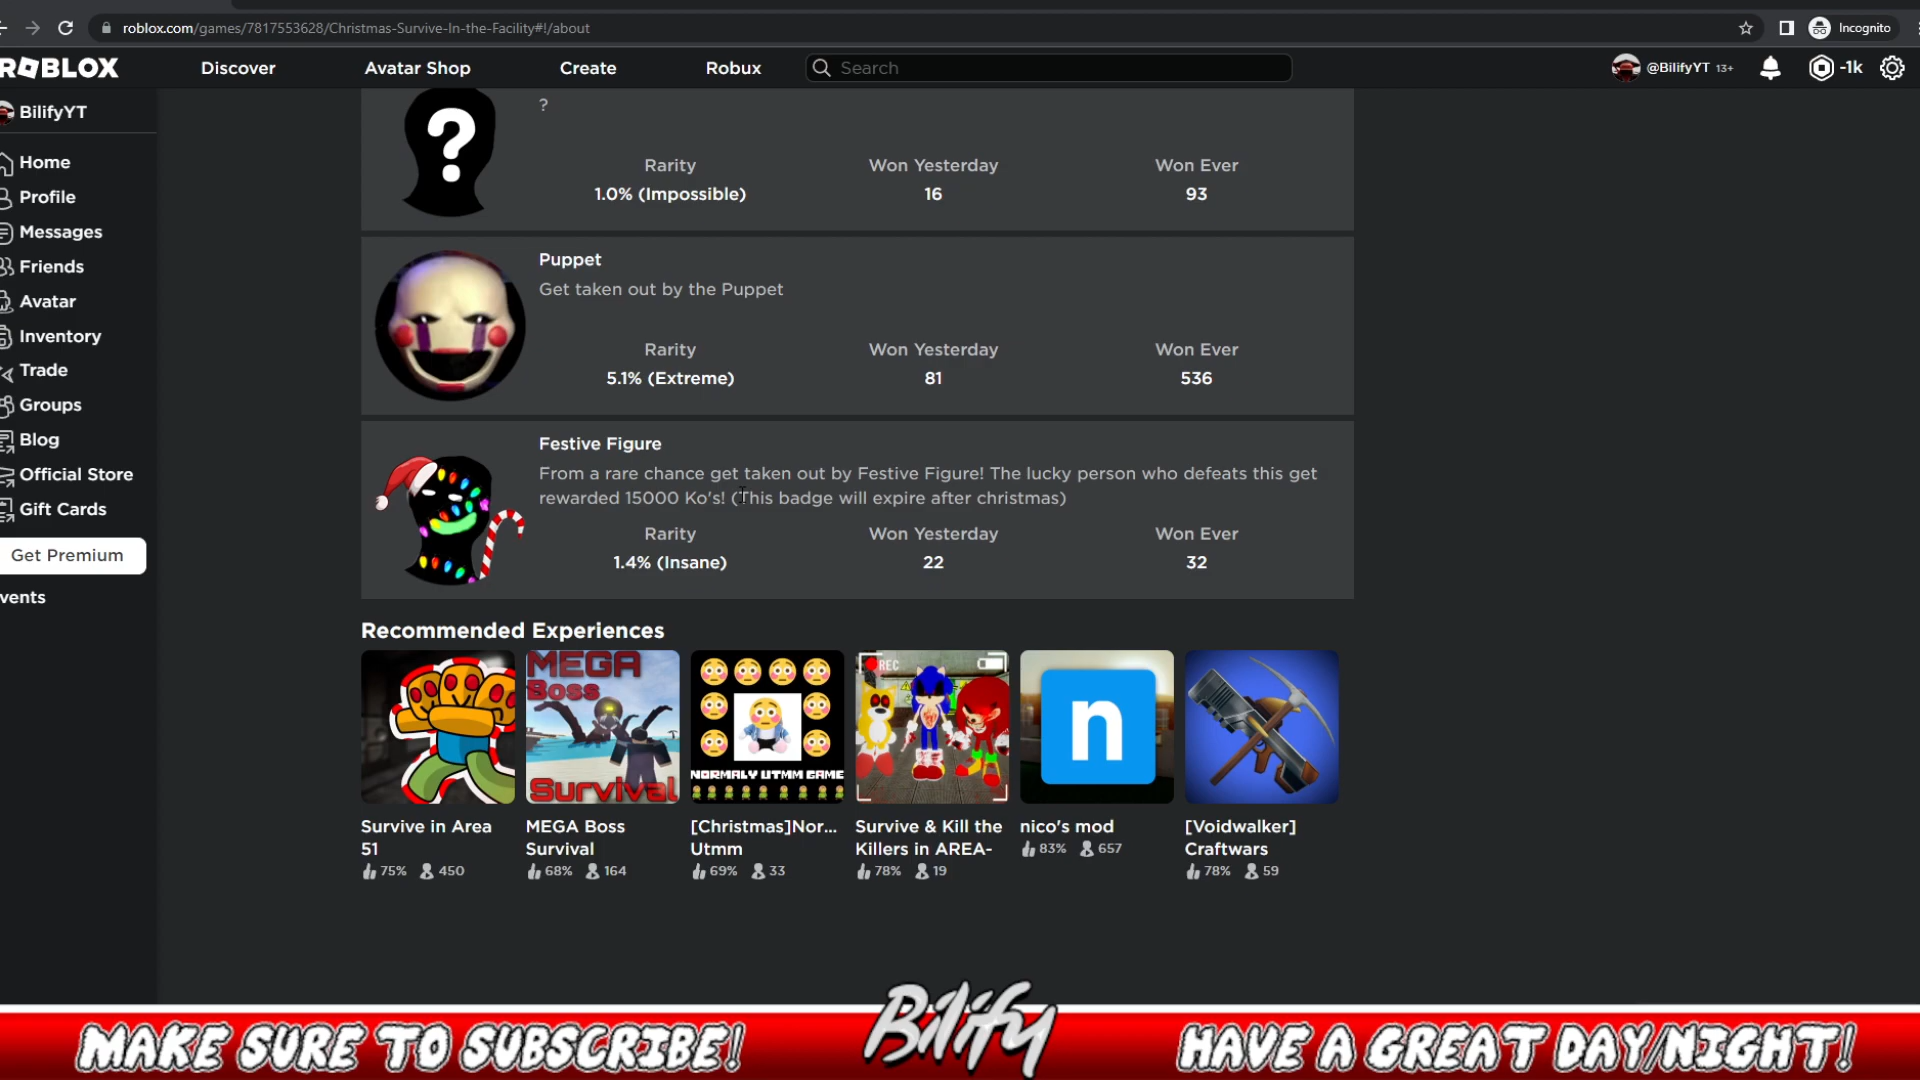 roblox.com/games/7817553628/Christmas-Survive-In-the-Facility#!/about
Incognito
ROBLOX
Discover
Avatar Shop
Create
Robux
Search
@BilifyYT 13+
-1k
BilifyYT
Home
Profile
Messages
Friends
Avatar
Inventory
Trade
Groups
Blog
Official Store
Gift Cards
Get Premium
vents
?
?
Rarity Won Yesterday Won Ever
1.0% (Impossible) 16 93
Puppet
Get taken out by the Puppet
Rarity Won Yesterday Won Ever
5.1% (Extreme) 81 536
Festive Figure
From a rare chance get taken out by Festive Figure! The lucky person who defeats this get
rewarded 15000 Ko's! (This badge will expire after christmas)
Rarity Won Yesterday Won Ever
1.4% (Insane) 22 32
Recommended Experiences
MEGA
Boss
Survival
NORMALY UTMM GAME
REC
n
Survive in Area
51
75% 450
MEGA Boss
Survival
68% 164
[Christmas]Nor...
Utmm
69% 33
Survive & Kill the
Killers in AREA-
78% 19
nico's mod
83% 657
[Voidwalker]
Craftwars
78% 59
MAKE SURE TO SUBSCRIBE!
Bilify
HAVE A GREAT DAY/NIGHT!